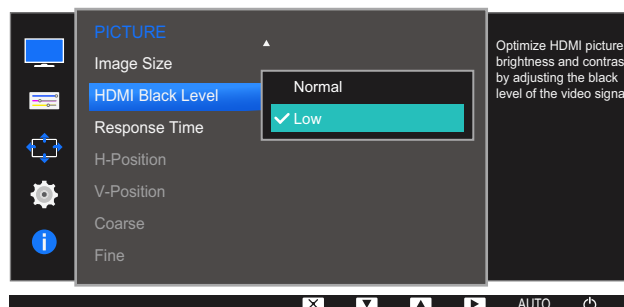 PICTURE
Image Size
HDMI Black Level
Response Time
H-Position
V-Position
Coarse
Fine
Normal
Low
Optimize HDMI picture
brightness and contras
by adjusting the black
level of the video signa
AUTO